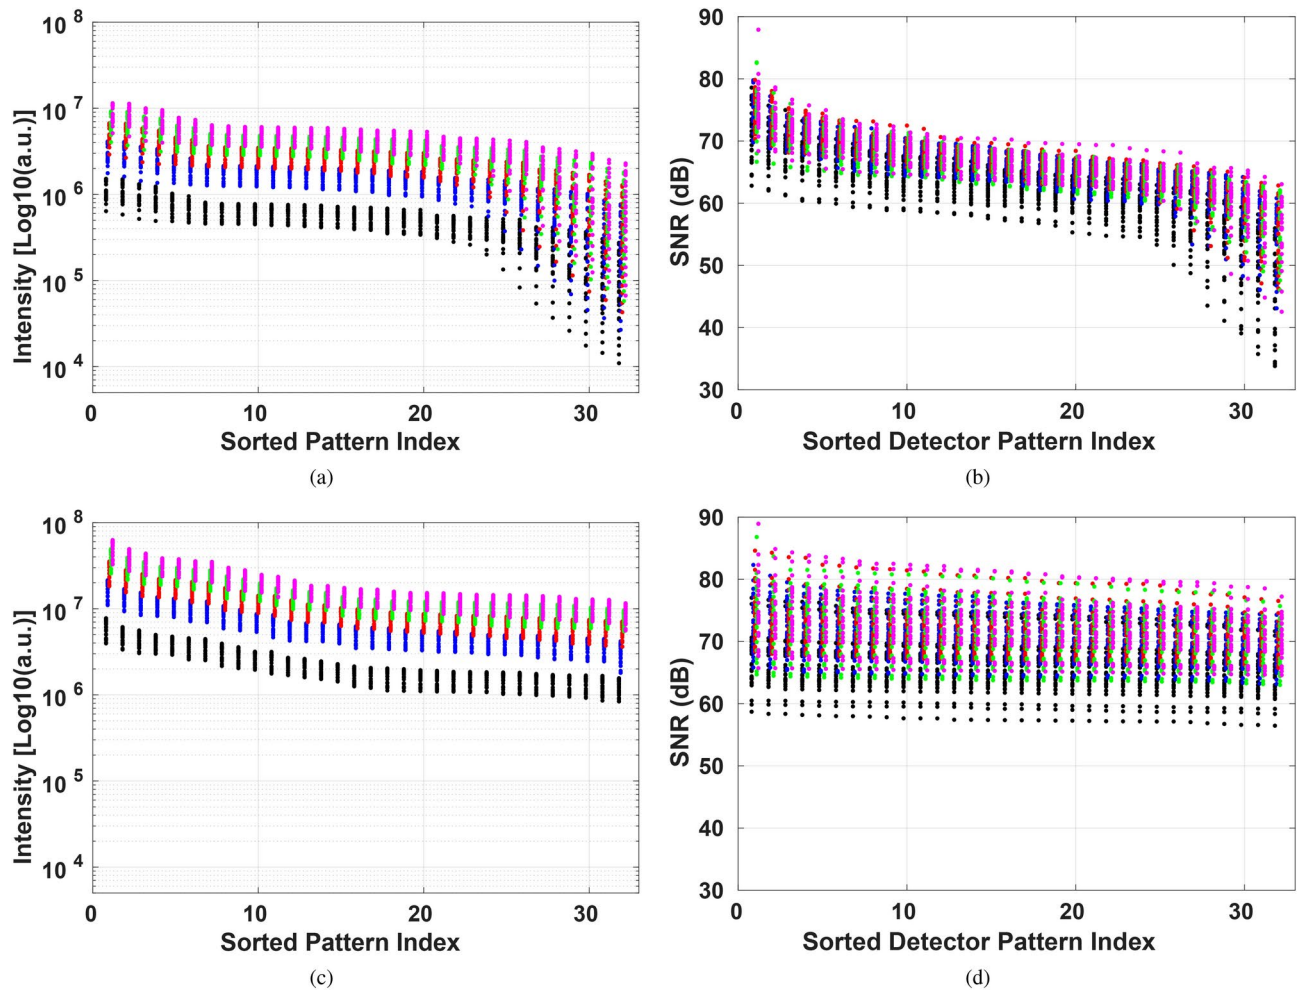 10 8
10 7
10 6
10 5
10 4
Intensity [Log10(a.u.)]
0 10 20 30
Sorted Pattern Index
(a)
90
80
70
60
50
40
30
SNR (dB)
0 10 20 30
Sorted Detector Pattern Index
(b)
10 8
10 7
10 6
10 5
10 4
Intensity [Log10(a.u.)]
0 10 20 30
Sorted Pattern Index
(c)
90
80
70
60
50
40
30
SNR (dB)
0 10 20 30
Sorted Detector Pattern Index
(d)